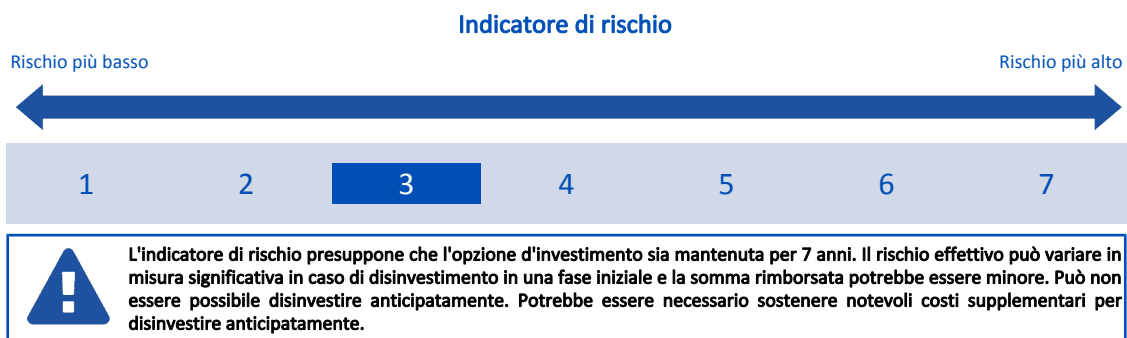 Indicatore di rischio
Rischio più basso
Rischio più alto
1 2 3 4 5 6 7
L'indicatore di rischio presuppone che l'opzione d'investimento sia mantenuta per 7 anni. Il rischio effettivo può variare in
misura significativa in caso di disinvestimento in una fase iniziale e la somma rimborsata potrebbe essere minore. Può non
essere possibile disinvestire anticipatamente. Potrebbe essere necessario sostenere notevoli costi supplementari per
disinvestire anticipatamente.